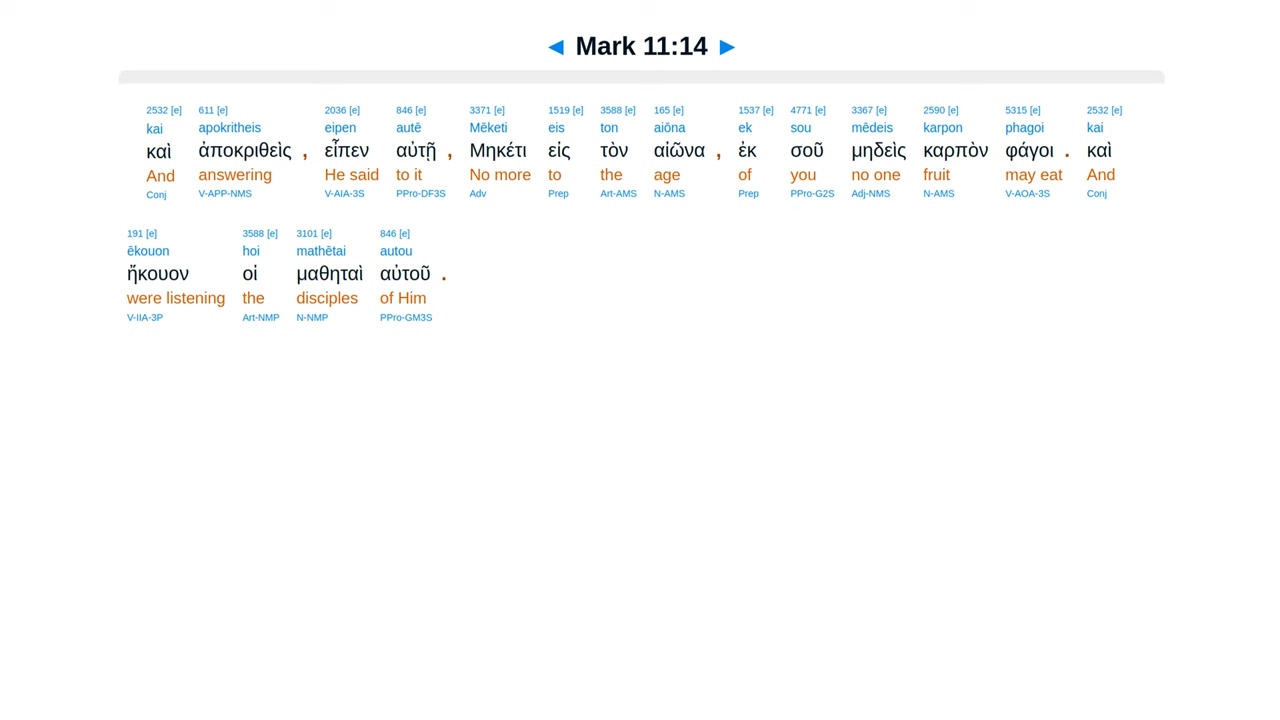 ◄ Mark 11:14 ►
2532 [e] 611 [e] 2036 [e] 846 [e] 3371 [e] 1519 [e] 3588 [e] 165 [e] 1537 [e] 4771 [e] 3367 [e] 2590 [e] 5315 [e] 2532 [e]
kai apokritheis eipen autē Mēketi eis ton aiōna ek sou mēdeis karpon phagoi kai
καὶ ἀποκριθεὶς , εἶπεν αὐτῇ , Μηκέτι εἰς τὸν αἰῶνα , ἐκ σοῦ μηδεὶς καρπὸν φάγοι . καὶ
And answering He said to it No more to the age of you no one fruit may eat And
Conj V-APP-NMS V-AIA-3S PPro-DF3S Adv Prep Art-AMS N-AMS Prep PPro-G2S Adj-NMS N-AMS V-AOA-3S Conj
191 [e] 3588 [e] 3101 [e] 846 [e]
ēkouon hoi mathētai autou
ἤκουον οἱ μαθηταὶ αὐτοῦ .
were listening the disciples of Him
V-IIA-3P Art-NMP N-NMP PPro-GM3S